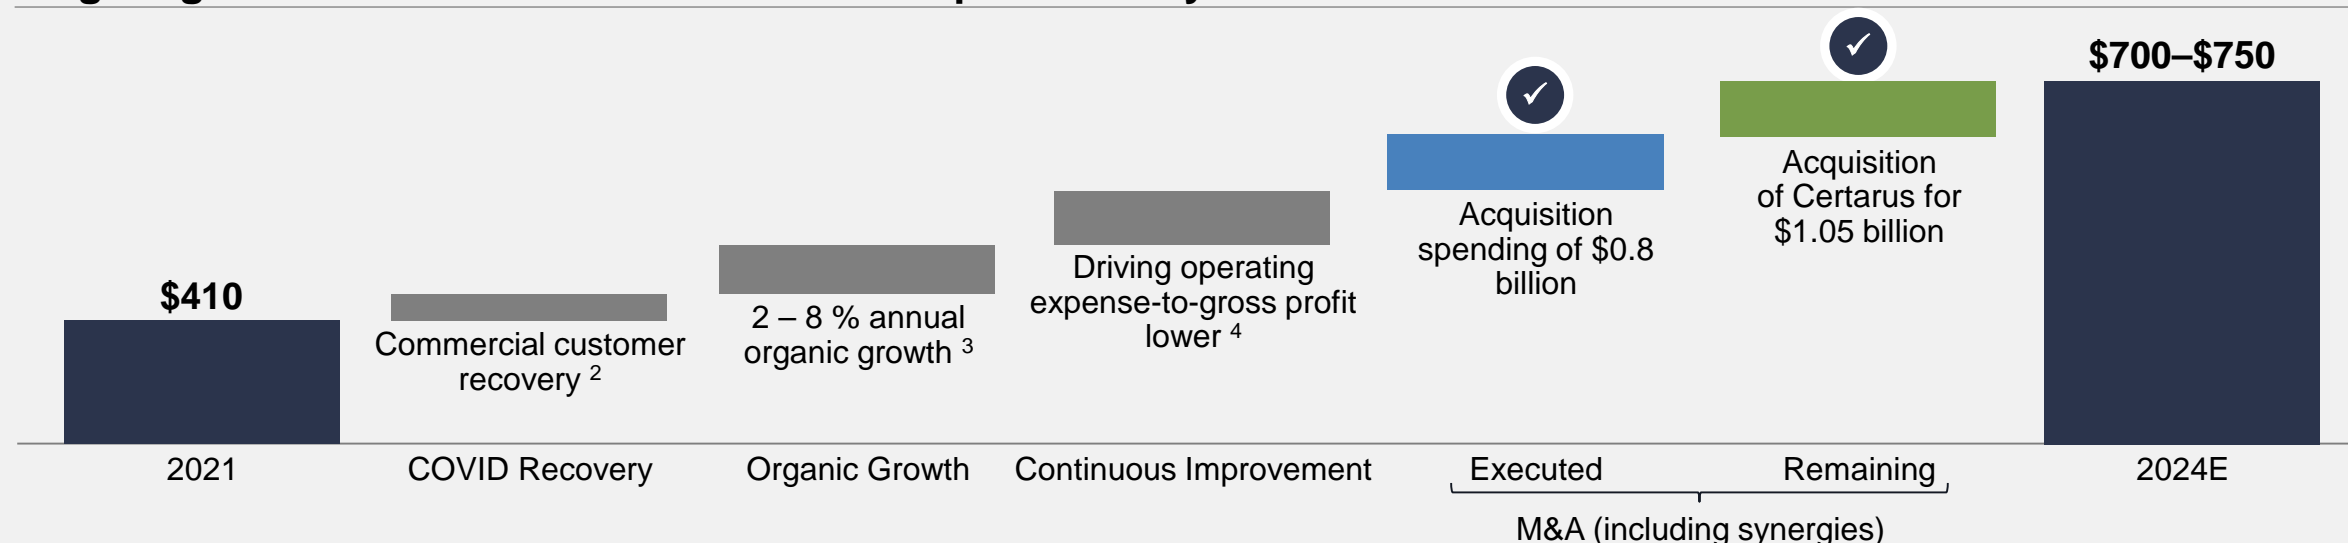 $410
$700–$750
Commercial customer
recovery ²
2 – 8 % annual
organic growth ³
Driving operating
expense-to-gross profit
lower ⁴
Acquisition
spending of $0.8
billion
Acquisition
of Certarus for
$1.05 billion
2021
COVID Recovery
Organic Growth
Continuous Improvement
Executed
Remaining
2024E
M&A (including synergies)